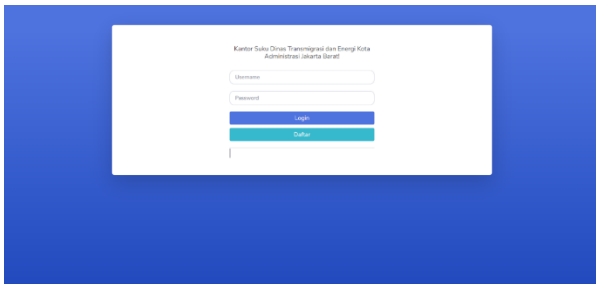 Kantor Suku Dinas Transmigrasi dan Energi Kota
Administrasi Jakarta Barat!
Username
Password
Login
Daftar